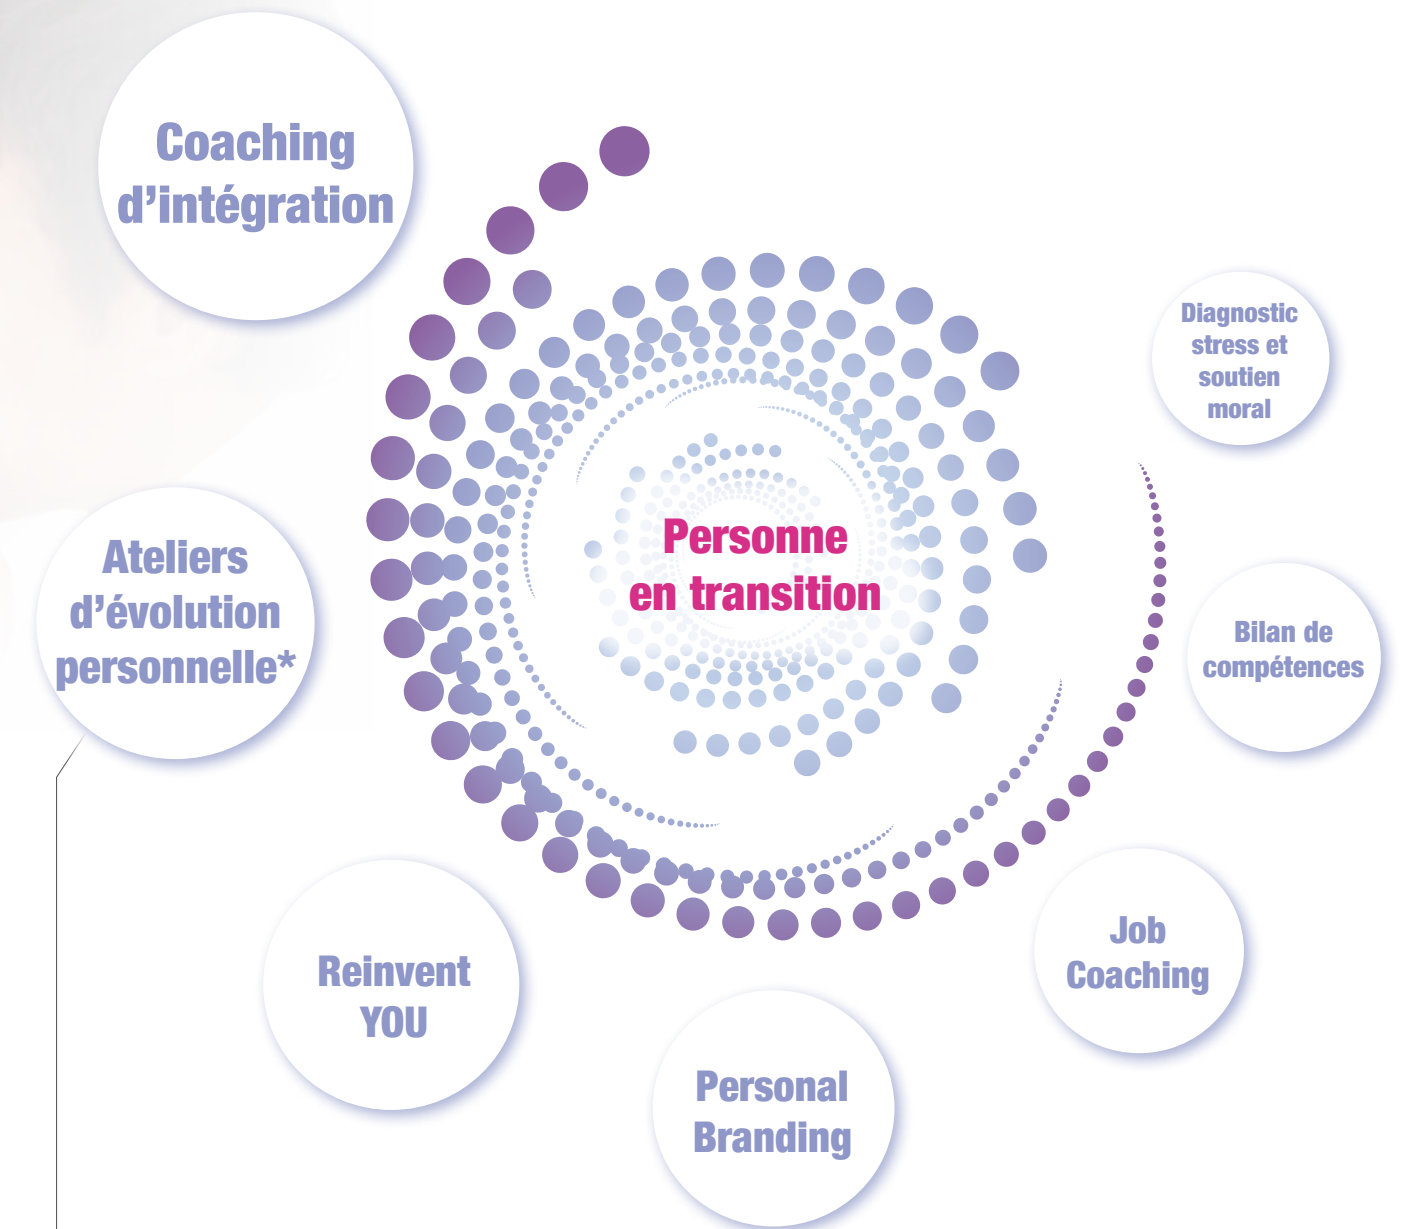 Coaching
d’intégration
Diagnostic
stress et
soutien
moral
Personne
en transition
Ateliers
d’évolution
personnelle*
Bilan de
compétences
Job
Coaching
Reinvent
YOU
Personal
Branding